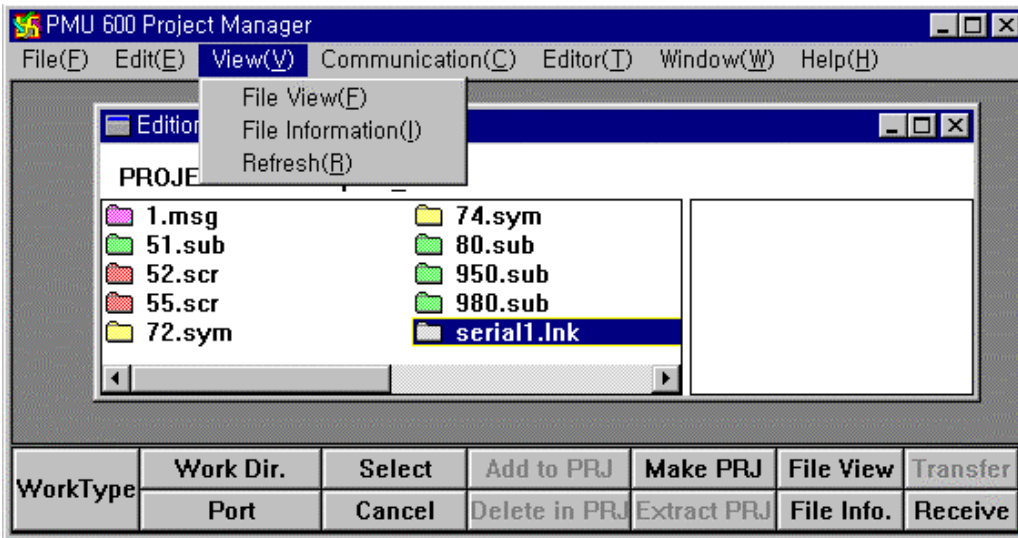 PMU 600 Project Manager
File(F) Edit(E) View(V) Communication(C) Editor(T) Window(W) Help(H)
File View(F)
File Information(I)
Refresh(R)
Edition
PROJE
1.msg 74.sym
51.sub 80.sub
52.scr 950.sub
55.scr 980.sub
72.sym serial1.lnk
WorkType Work Dir. Select Add to PRJ Make PRJ File View Transfer
Port Cancel Delete in PRJ Extract PRJ File Info. Receive